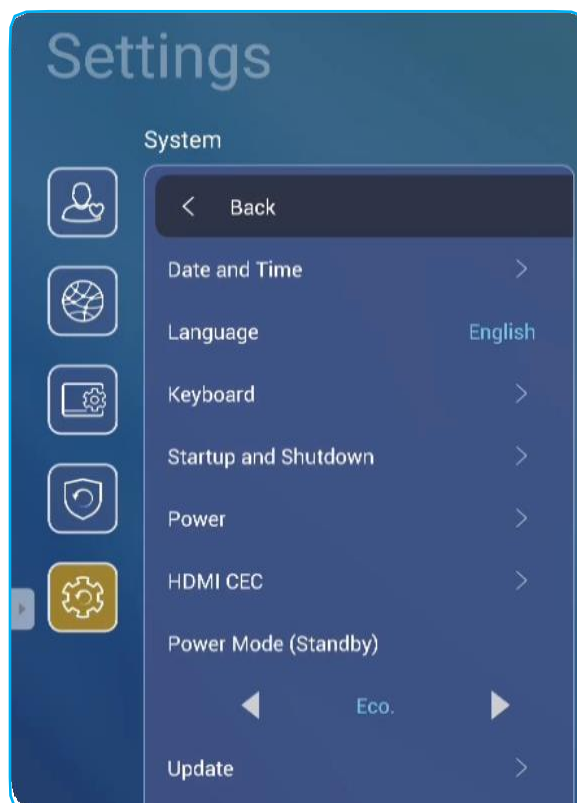 Settings
System
Back
Date and Time
Language English
Keyboard
Startup and Shutdown
Power
HDMI CEC
Power Mode (Standby)
Eco.
Update